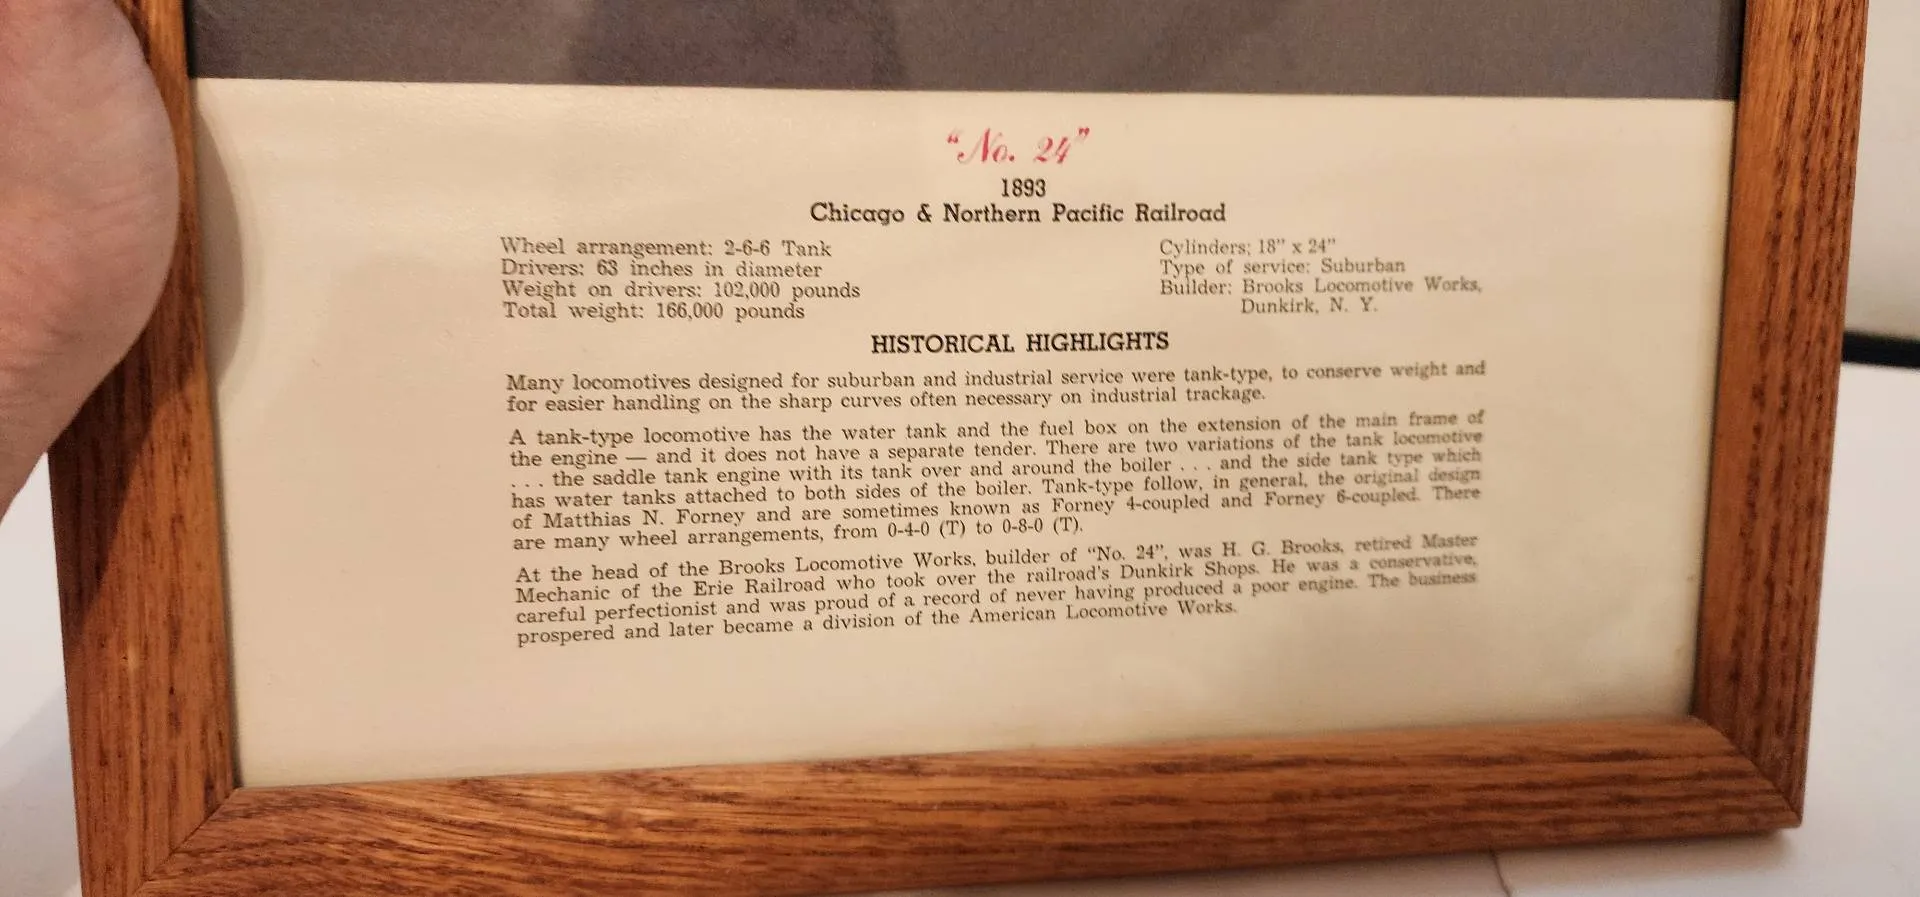 “No. 24”
1893
Chicago & Northern Pacific Railroad
Wheel arrangement: 2-6-6 Tank
Drivers: 63 inches in diameter
Weight on drivers: 102,000 pounds
Total weight: 166,000 pounds
Cylinders; 18” x 24”
Type of service: Suburban
Builder: Brooks Locomotive Works,
Dunkirk, N. Y.
HISTORICAL HIGHLIGHTS
Many locomotives designed for suburban and industrial service were tank-type, to conserve weight and
for easier handling on the sharp curves often necessary on industrial trackage.
A tank-type locomotive has the water tank and the fuel box on the extension of the main frame of
the engine — and it does not have a separate tender. There are two variations of the tank locomotive
. . . the saddle tank engine with its tank over and around the boiler . . . and the side tank type which
has water tanks attached to both sides of the boiler. Tank-type follow, in general, the original design
of Matthias N. Forney and are sometimes known as Forney 4-coupled and Forney 6-coupled. There
are many wheel arrangements, from 0-4-0 (T) to 0-8-0 (T).
At the head of the Brooks Locomotive Works, builder of “No. 24”, was H. G. Brooks, retired Master
Mechanic of the Erie Railroad who took over the railroad's Dunkirk Shops. He was a conservative,
careful perfectionist and was proud of a record of never having produced a poor engine. The business
prospered and later became a division of the American Locomotive Works.